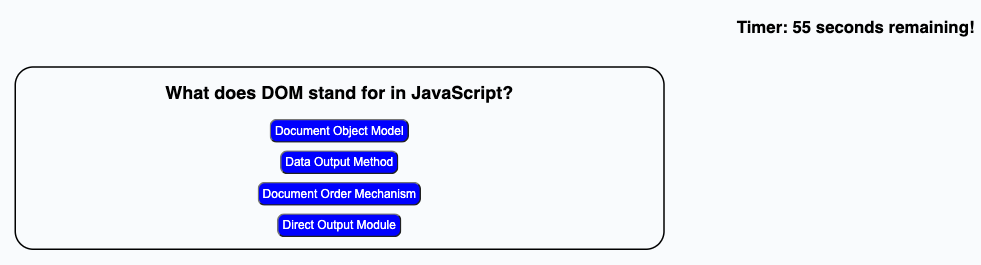 Timer: 55 seconds remaining!
What does DOM stand for in JavaScript?
Document Object Model
Data Output Method
Document Order Mechanism
Direct Output Module